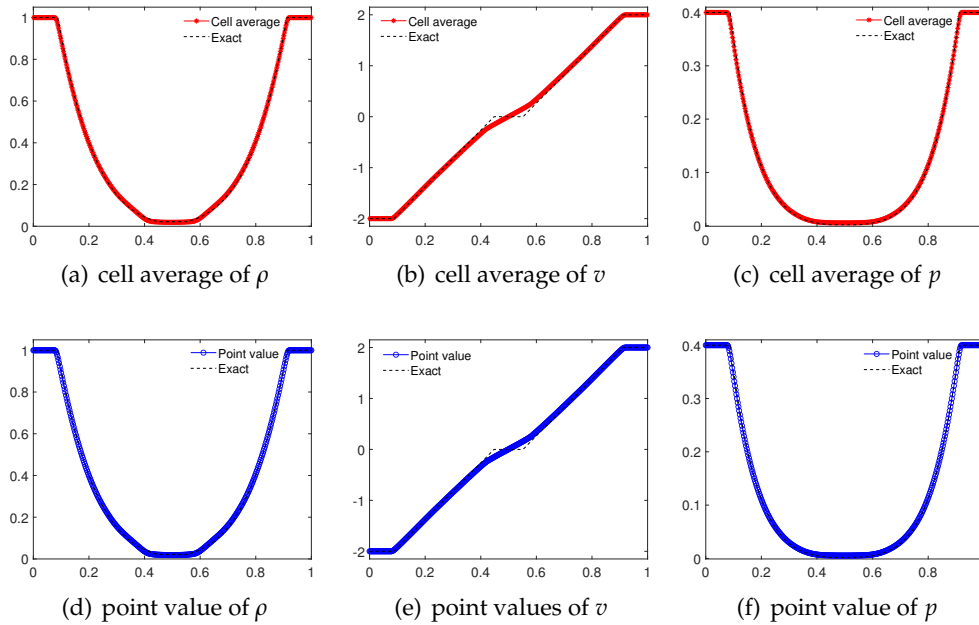 1
0.8
0.6
0.4
0.2
0
0 0.2 0.4 0.6 0.8 1
Cell average
Exact
(a) cell average of ρ
2
1
0
-1
-2
0 0.2 0.4 0.6 0.8 1
Cell average
Exact
(b) cell average of v
0.4
0.3
0.2
0.1
0
0 0.2 0.4 0.6 0.8
Cell average
Exact
(c) cell average of p
1
0.8
0.6
0.4
0.2
0
0 0.2 0.4 0.6 0.8 1
Point value
Exact
(d) point value of ρ
2
1
0
-1
-2
0 0.2 0.4 0.6 0.8 1
Point value
Exact
(e) point values of v
0.4
0.3
0.2
0.1
0
0 0.2 0.4 0.6 0.8
Point value
Exact
(f) point value of p